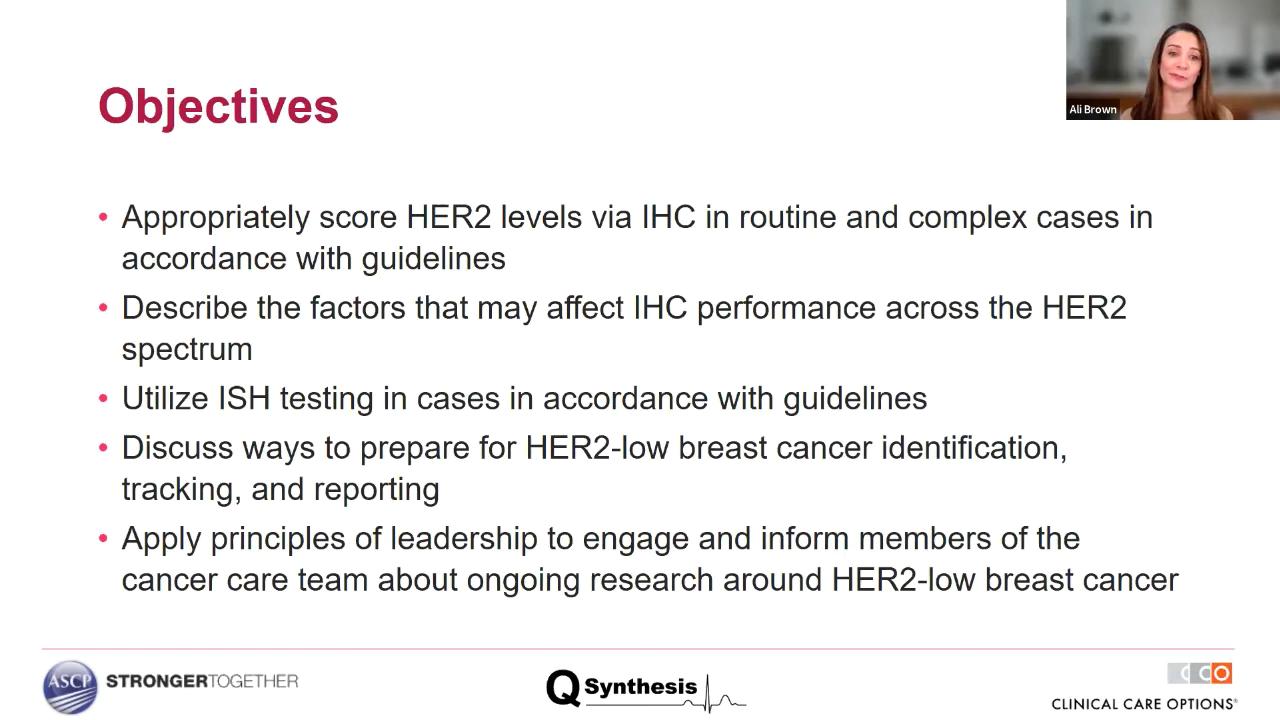 Objectives
Ali Brown
• Appropriately score HER2 levels via IHC in routine and complex cases in
accordance with guidelines
• Describe the factors that may affect IHC performance across the HER2
spectrum
• Utilize ISH testing in cases in accordance with guidelines
• Discuss ways to prepare for HER2-low breast cancer identification,
tracking, and reporting
• Apply principles of leadership to engage and inform members of the
cancer care team about ongoing research around HER2-low breast cancer
ASCP STRONGERTOGETHER
Q Synthesis
CCO
CLINICAL CARE OPTIONS®